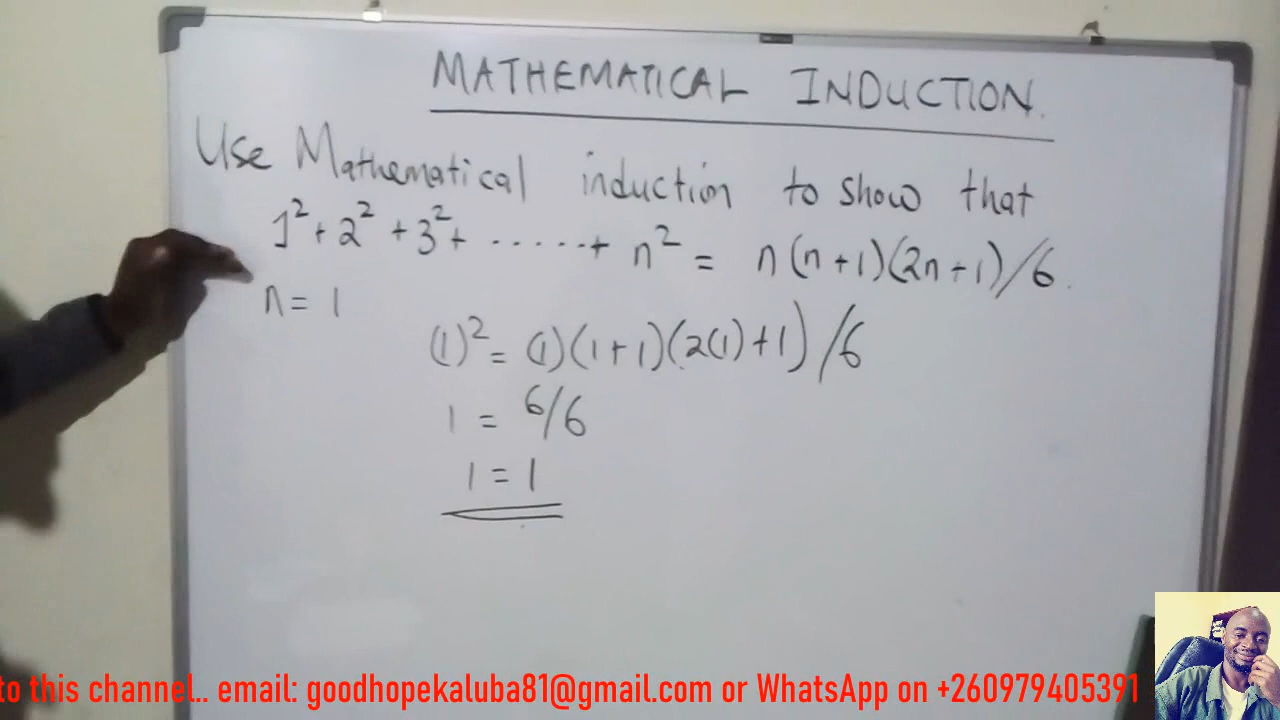 MATHEMATICAL INDUCTION.
Use Mathematical induction to show that
1² + 2² + 3² + ...... + n² = n(n+1)(2n+1)/6.
n = 1
(1)² = (1)(1+1)(2(1)+1)/6
1 = 6/6
1 = 1
to this channel.. email: goodhopekaluba81@gmail.com or WhatsApp on +260979405391